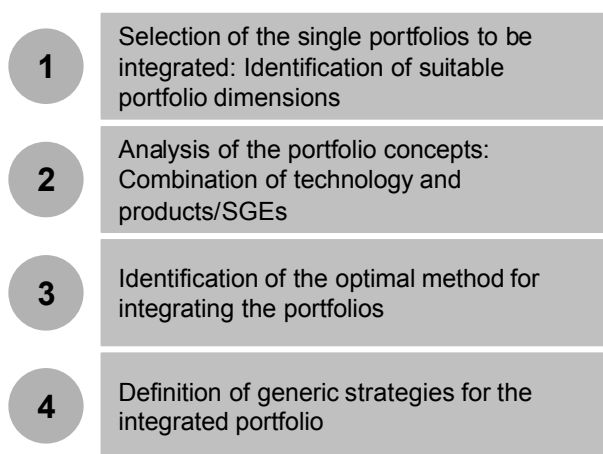 1
Selection of the single portfolios to be
integrated: Identification of suitable
portfolio dimensions
2
Analysis of the portfolio concepts:
Combination of technology and
products/SGEs
3
Identification of the optimal method for
integrating the portfolios
4
Definition of generic strategies for the
integrated portfolio